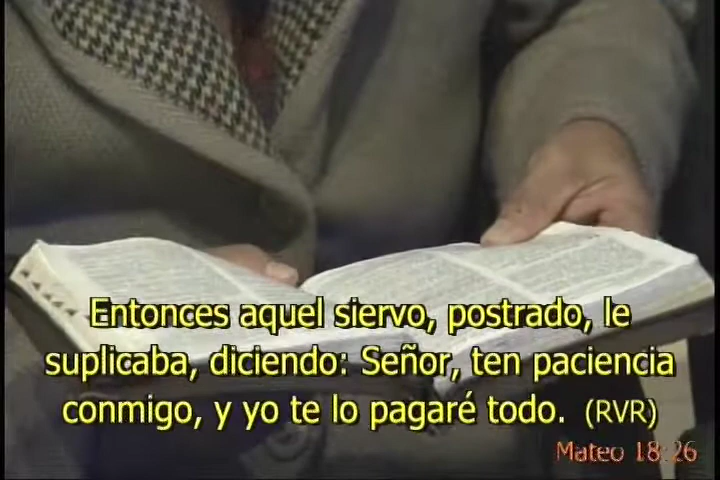 Entonces aquel siervo, postrado, le
suplicaba, diciendo: Señor, ten paciencia
conmigo, y yo te lo pagaré todo. (RVR)
Mateo 18:26